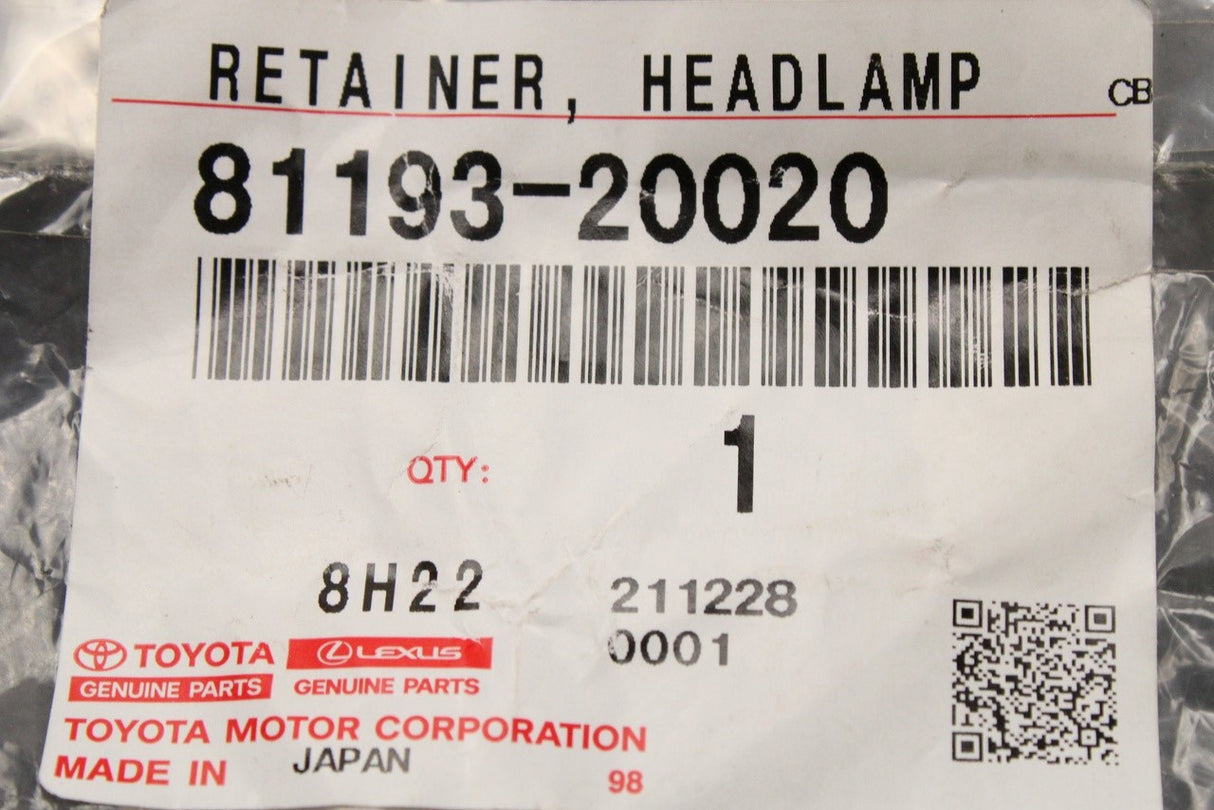 RETAINER, HEADLAMP CB
81193-20020
QTY: 1
8H22 211228
0001
TOYOTA LEXUS
GENUINE PARTS GENUINE PARTS
TOYOTA MOTOR CORPORATION
MADE IN JAPAN 98